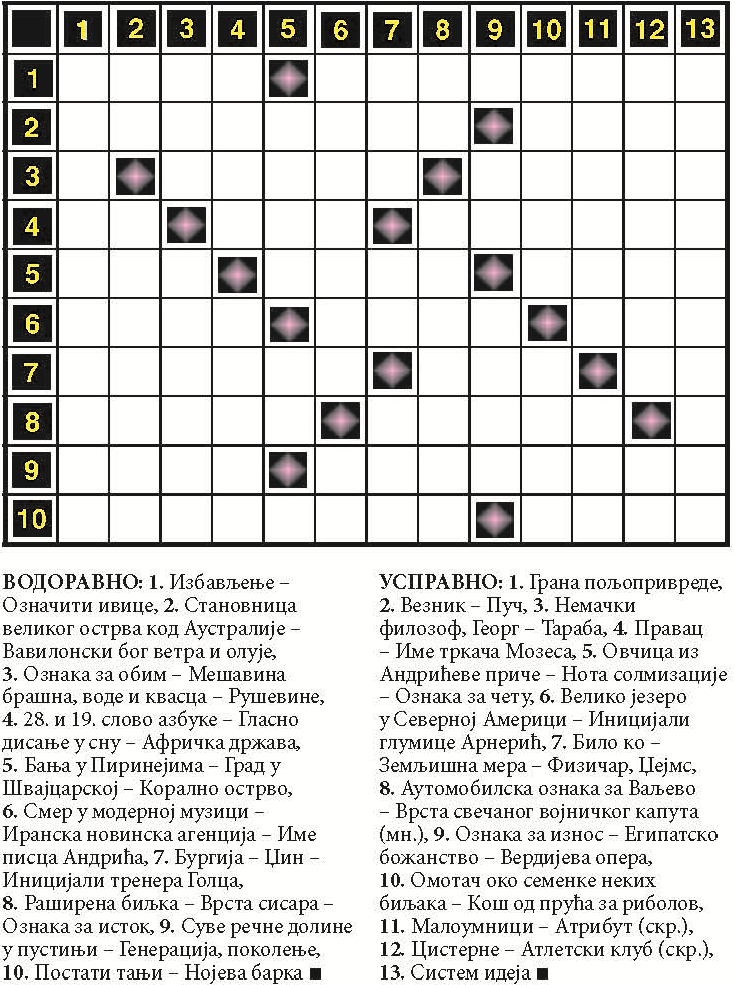 1 2 3 4 5 6 7 8 9 10 11 12 13
1
2
3
4
5
6
7
8
9
10
ВОДОРАВНО: 1. Избављење –
Означити ивице, 2. Становница
великог острва код Аустралије –
Вавилонски бог ветра и олује,
3. Ознака за обим – Мешавина
брашна, воде и квасца – Рушевине,
4. 28. и 19. слово азбуке – Гласно
дисање у сну – Афричка држава,
5. Бања у Пиринејима – Град у
Швајцарској – Корално острво,
6. Смер у модерној музици –
Иранска новинска агенција – Име
писца Андрића, 7. Бургија – Џин –
Иницијали тренера Голца,
8. Раширена биљка – Врста сисара –
Ознака за исток, 9. Суве речне долине
у пустињи – Генерација, поколење,
10. Постати тањи – Нојева барка ■
УСПРАВНО: 1. Грана пољопривреде,
2. Везник – Пуч, 3. Немачки
филозоф, Георг – Тараба, 4. Правац
– Име тркача Мозеса, 5. Овчица из
Андрићеве приче – Нота солмизације
– Ознака за чету, 6. Велико језеро
у Северној Америци – Иницијали
глумице Арнерић, 7. Било ко –
Земљишна мера – Физичар, Џејмс,
8. Аутомобилска ознака за Ваљево
– Врста свечаног војничког капута
(мн.), 9. Ознака за износ – Египатско
божанство – Вердијева опера,
10. Омотач око семенке неких
биљака – Кош од прућа за риболов,
11. Малоумници – Атрибут (скр.),
12. Цистерне – Атлетски клуб (скр.),
13. Систем идеја ■